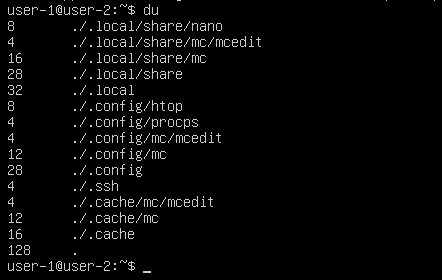 user-1@user-2:~$ du
8 ./.local/share/nano
4 ./.local/share/mc/mcedit
16 ./.local/share/mc
28 ./.local/share
32 ./.local
8 ./.config/htop
4 ./.config/procps
4 ./.config/mc/mcedit
12 ./.config/mc
28 ./.config
4 ./.ssh
4 ./.cache/mc/mcedit
12 ./.cache/mc
16 ./.cache
128 .
user-1@user-2:~$ _